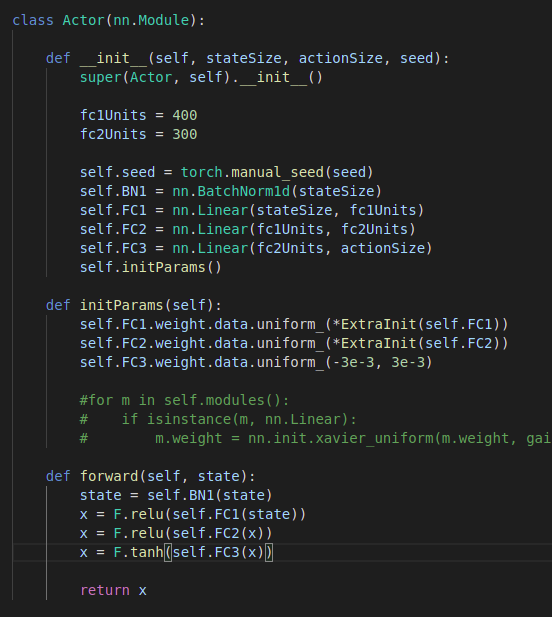 class Actor(nn.Module):
def __init__(self, stateSize, actionSize, seed):
super(Actor, self).__init__()
fc1Units = 400
fc2Units = 300
self.seed = torch.manual_seed(seed)
self.BN1 = nn.BatchNorm1d(stateSize)
self.FC1 = nn.Linear(stateSize, fc1Units)
self.FC2 = nn.Linear(fc1Units, fc2Units)
self.FC3 = nn.Linear(fc2Units, actionSize)
self.initParams()
def initParams(self):
self.FC1.weight.data.uniform_(*ExtraInit(self.FC1))
self.FC2.weight.data.uniform_(*ExtraInit(self.FC2))
self.FC3.weight.data.uniform_(-3e-3, 3e-3)
#for m in self.modules():
#    if isinstance(m, nn.Linear):
#        m.weight = nn.init.xavier_uniform(m.weight, gai
def forward(self, state):
state = self.BN1(state)
x = F.relu(self.FC1(state))
x = F.relu(self.FC2(x))
x = F.tanh(self.FC3(x))
return x